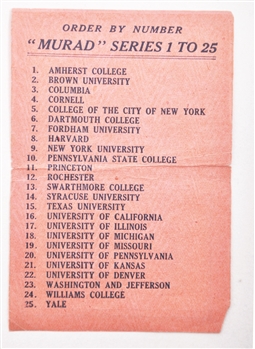 ORDER BY NUMBER
"MURAD" SERIES 1 TO 25
1. AMHERST COLLEGE
2. BROWN UNIVERSITY
3. COLUMBIA
4. CORNELL
5. COLLEGE OF THE CITY OF NEW YORK
6. DARTMOUTH COLLEGE
7. FORDHAM UNIVERSITY
8. HARVARD
9. NEW YORK UNIVERSITY
10. PENNSYLVANIA STATE COLLEGE
11. PRINCETON
12. ROCHESTER
13. SWARTHMORE COLLEGE
14. SYRACUSE UNIVERSITY
15. TEXAS UNIVERSITY
16. UNIVERSITY OF CALIFORNIA
17. UNIVERSITY OF ILLINOIS
18. UNIVERSITY OF MICHIGAN
19. UNIVERSITY OF MISSOURI
20. UNIVERSITY OF PENNSYLVANIA
21. UNIVERSITY OF KANSAS
22. UNIVERSITY OF DENVER
23. WASHINGTON AND JEFFERSON
24. WILLIAMS COLLEGE
25. YALE